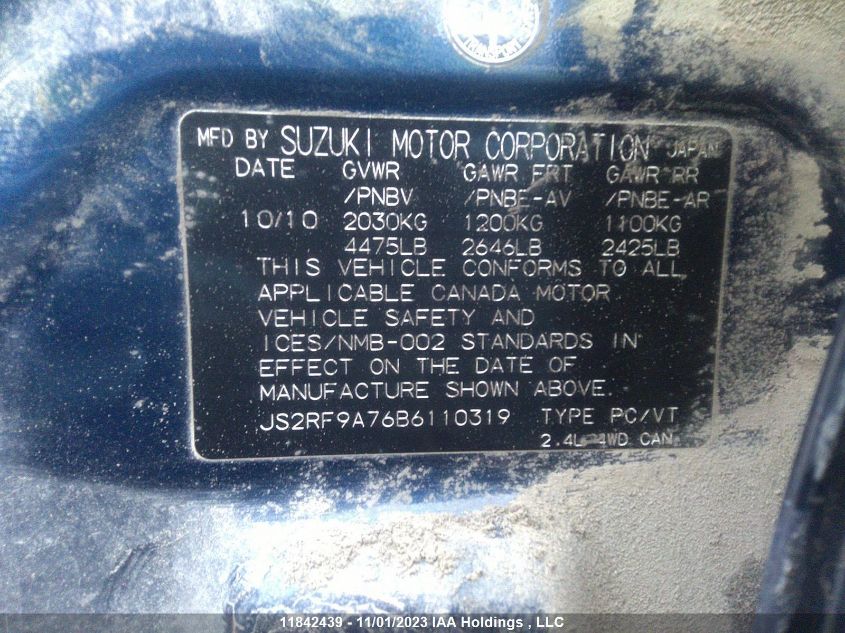 TRANSPORT
MFD BY SUZUKI MOTOR CORPORATION JAPAN
DATE GVWR GAWR FRT GAWR RR
/PNBV /PNBE-AV /PNBE-AR
10/10 2030KG 1200KG 1100KG
4475LB 2646LB 2425LB
THIS VEHICLE CONFORMS TO ALL
APPLICABLE CANADA MOTOR
VEHICLE SAFETY AND
ICES/NMB-002 STANDARDS IN
EFFECT ON THE DATE OF
MANUFACTURE SHOWN ABOVE.
JS2RF9A76B6110319 TYPE PC/VT
2.4L 4WD CAN
11842439 - 11/01/2023 IAA Holdings , LLC